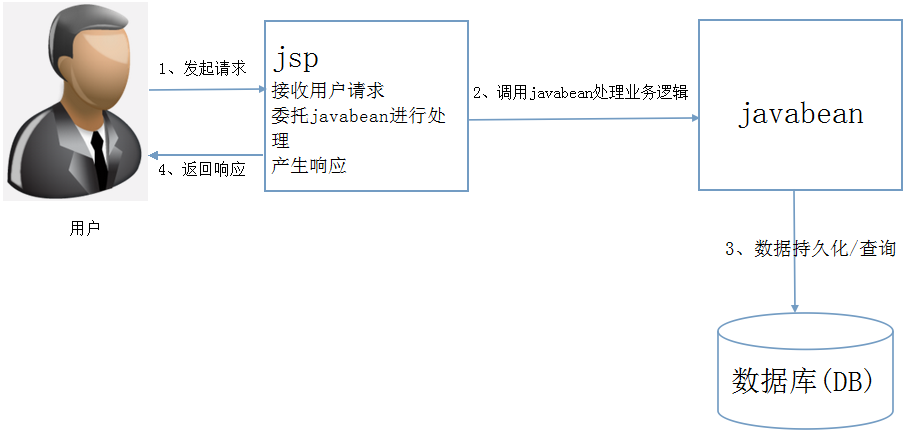 1、发起请求
4、返回响应
用户
jsp
接收用户请求
委托javabean进行处
理
产生响应
2、调用javabean处理业务逻辑
javabean
3、数据持久化/查询
数据库(DB)